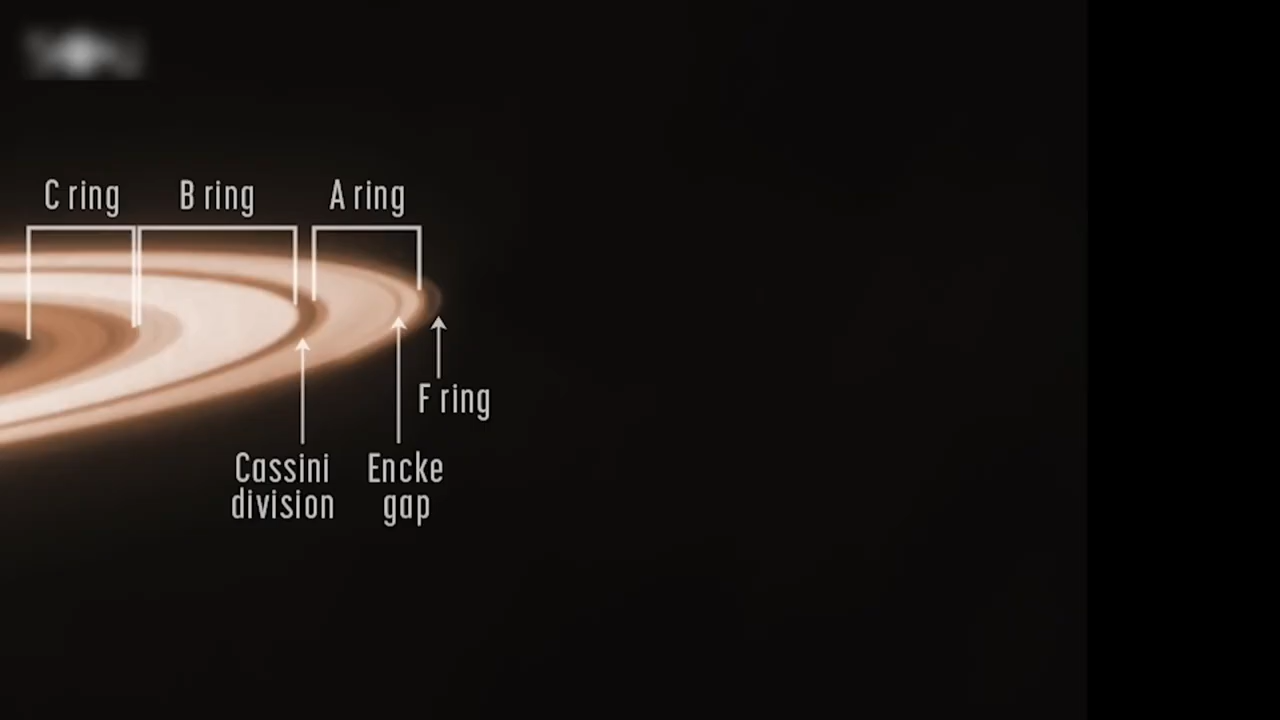 C ring
B ring
A ring
F ring
Cassini
division
Encke
gap